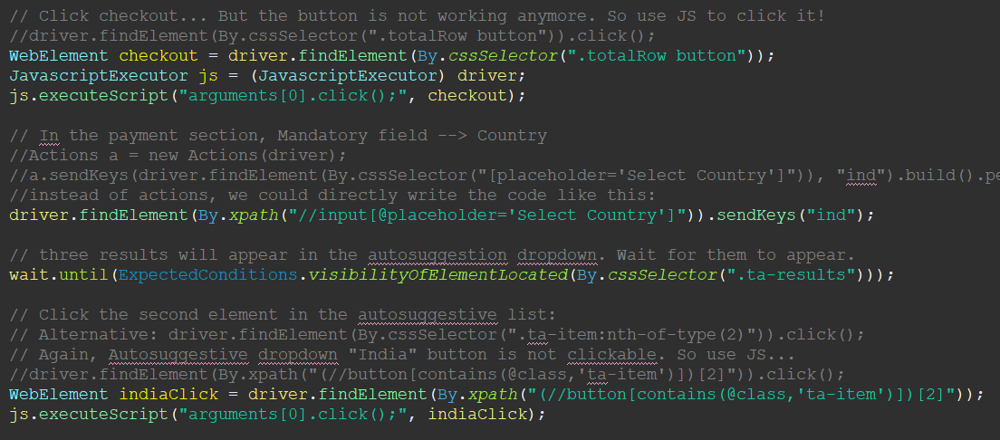 // Click checkout... But the button is not working anymore. So use JS to click it!
//driver.findElement(By.cssSelector(".totalRow button")).click();
WebElement checkout = driver.findElement(By.cssSelector(".totalRow button"));
JavascriptExecutor js = (JavascriptExecutor) driver;
js.executeScript("arguments[0].click();", checkout);
// In the payment section, Mandatory field --> Country
//Actions a = new Actions(driver);
//a.sendKeys(driver.findElement(By.cssSelector("[placeholder='Select Country']")), "ind").build().pe
//instead of actions, we could directly write the code like this:
driver.findElement(By.xpath("//input[@placeholder='Select Country']")).sendKeys("ind");
// three results will appear in the autosuggestion dropdown. Wait for them to appear.
wait.until(ExpectedConditions.visibilityOfElementLocated(By.cssSelector(".ta-results")));
// Click the second element in the autosuggestive list:
// Alternative: driver.findElement(By.cssSelector(".ta-item:nth-of-type(2)")).click();
// Again, Autosuggestive dropdown "India" button is not clickable. So use JS...
//driver.findElement(By.xpath("(//button[contains(@class,'ta-item')])[2]")).click();
WebElement indiaClick = driver.findElement(By.xpath("(//button[contains(@class,'ta-item')])[2]"));
js.executeScript("arguments[0].click();", indiaClick);